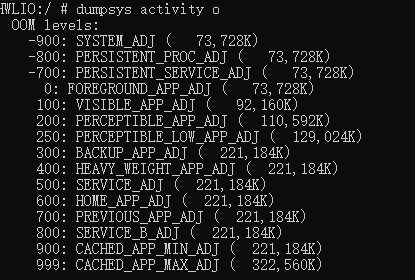 HWLIO:/ # dumpsys activity o
OOM levels:
-900: SYSTEM_ADJ (   73,728K)
-800: PERSISTENT_PROC_ADJ (   73,728K)
-700: PERSISTENT_SERVICE_ADJ (   73,728K)
0: FOREGROUND_APP_ADJ (   73,728K)
100: VISIBLE_APP_ADJ (   92,160K)
200: PERCEPTIBLE_APP_ADJ (  110,592K)
250: PERCEPTIBLE_LOW_APP_ADJ (  129,024K)
300: BACKUP_APP_ADJ (  221,184K)
400: HEAVY_WEIGHT_APP_ADJ (  221,184K)
500: SERVICE_ADJ (  221,184K)
600: HOME_APP_ADJ (  221,184K)
700: PREVIOUS_APP_ADJ (  221,184K)
800: SERVICE_B_ADJ (  221,184K)
900: CACHED_APP_MIN_ADJ (  221,184K)
999: CACHED_APP_MAX_ADJ (  322,560K)